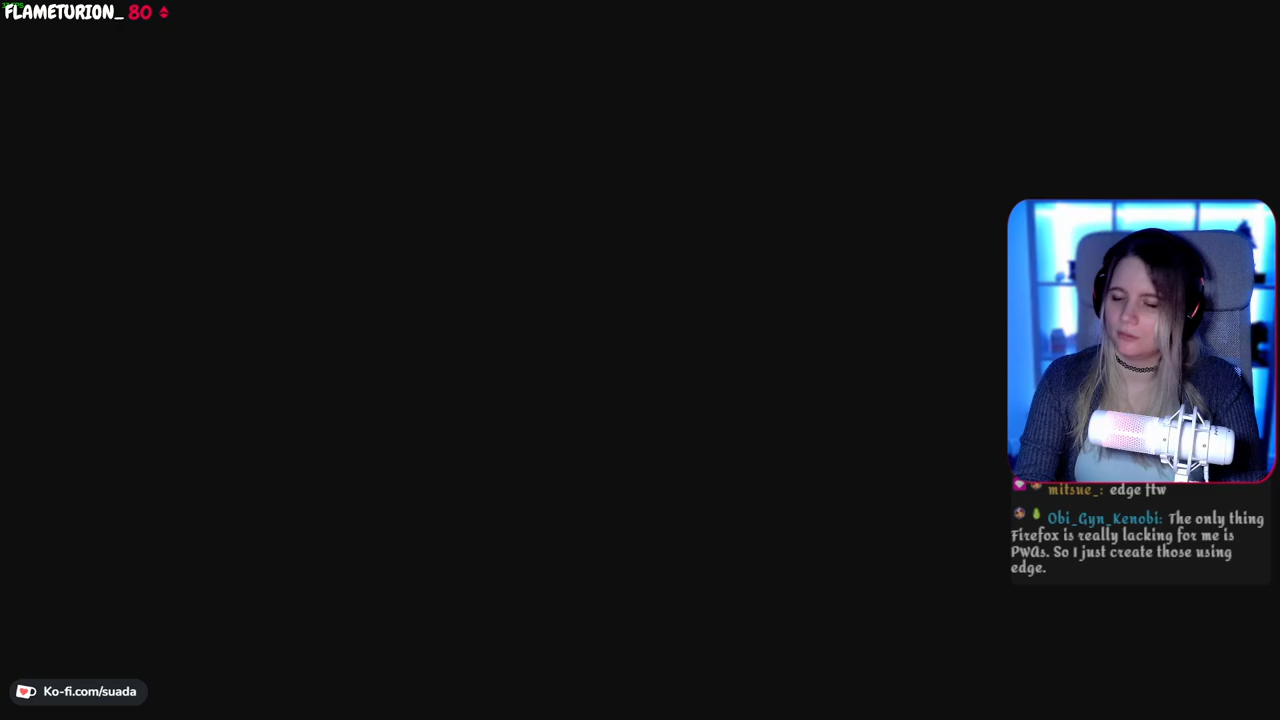 FLAMETURION_ 80
mitsue_: edge ftw
Obi_Gyn_Kenobi: The only thing
Firefox is really lacking for me is
PWAs. So I just create those using
edge.
Ko-fi.com/suada